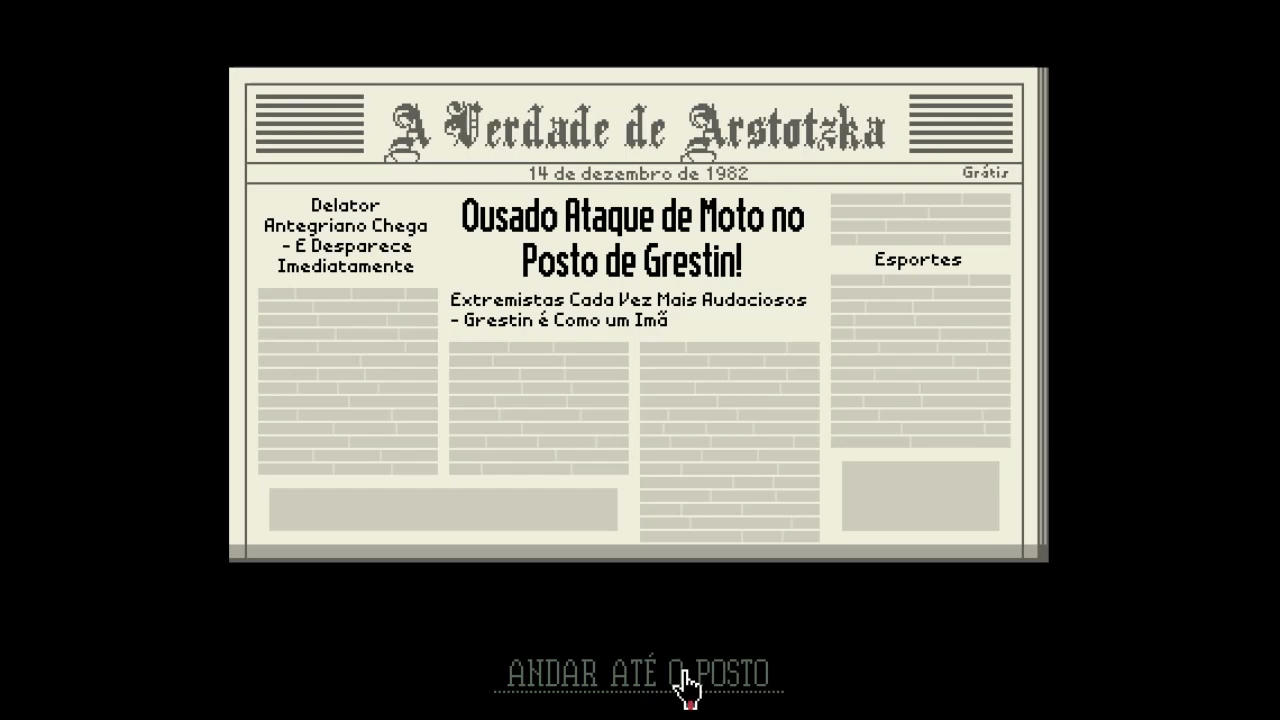 A Verdade de Arstotzka
14 de dezembro de 1982
Grátis
Delator
Antegriano Chega
- E Desparece
Imediatamente
Ousado Ataque de Moto no
Posto de Grestin!
Extremistas Cada Vez Mais Audaciosos
- Grestin é Como um Imã
Esportes
ANDAR ATÉ O POSTO